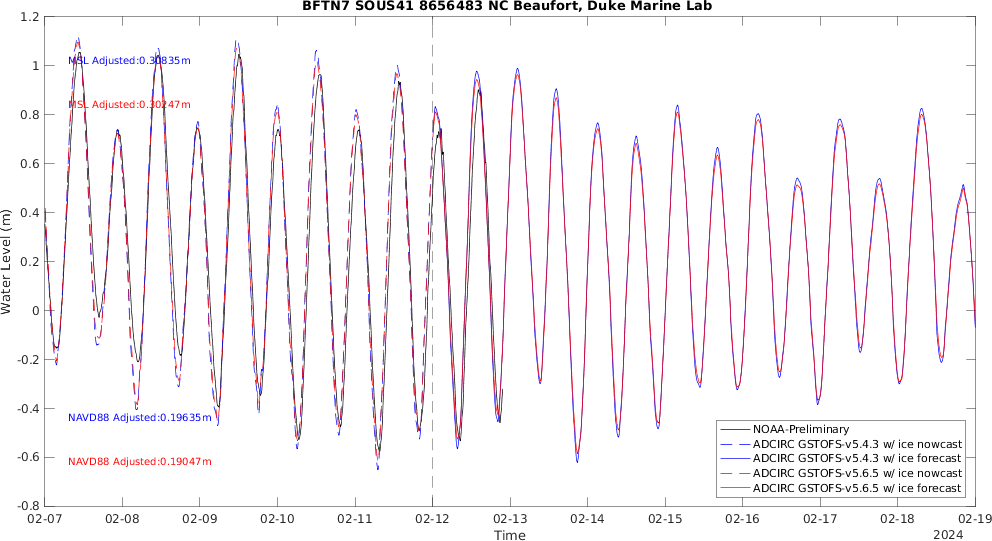 BFTN7 SOUS41 8656483 NC Beaufort, Duke Marine Lab
1.2
1
0.8
0.6
0.4
0.2
0
-0.2
-0.4
-0.6
-0.8
Water Level (m)
MSL Adjusted:0.30835m
MSL Adjusted:0.30247m
NAVD88 Adjusted:0.19635m
NAVD88 Adjusted:0.19047m
NOAA-Preliminary
ADCIRC GSTOFS-v5.4.3 w/ ice nowcast
ADCIRC GSTOFS-v5.4.3 w/ ice forecast
ADCIRC GSTOFS-v5.6.5 w/ ice nowcast
ADCIRC GSTOFS-v5.6.5 w/ ice forecast
02-07 02-08 02-09 02-10 02-11 02-12 02-13 02-14 02-15 02-16 02-17 02-18 02-19
Time
2024